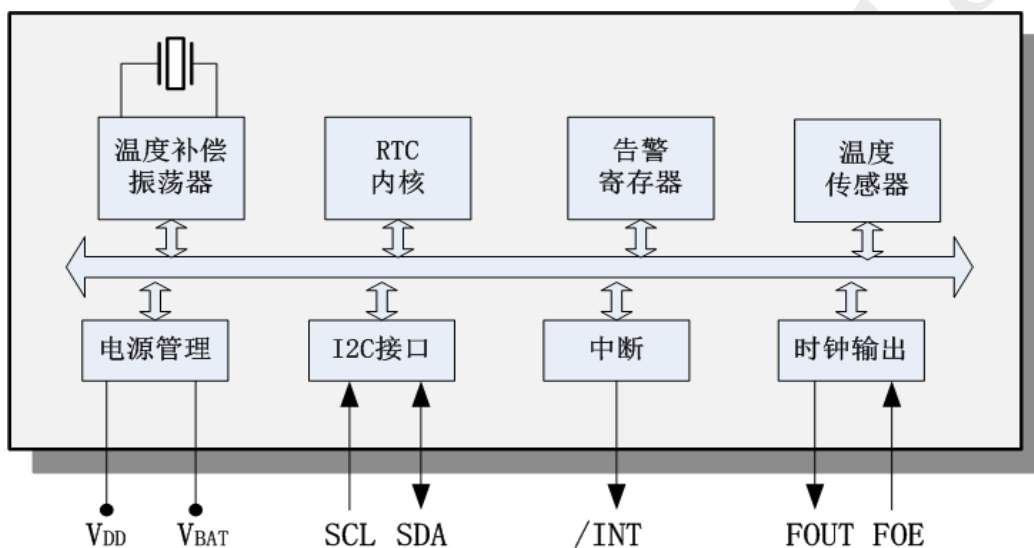 温度补偿
振荡器
RTC
内核
告警
寄存器
温度
传感器
电源管理
I2C接口
中断
时钟输出
VDD VBAT SCL SDA /INT FOUT FOE